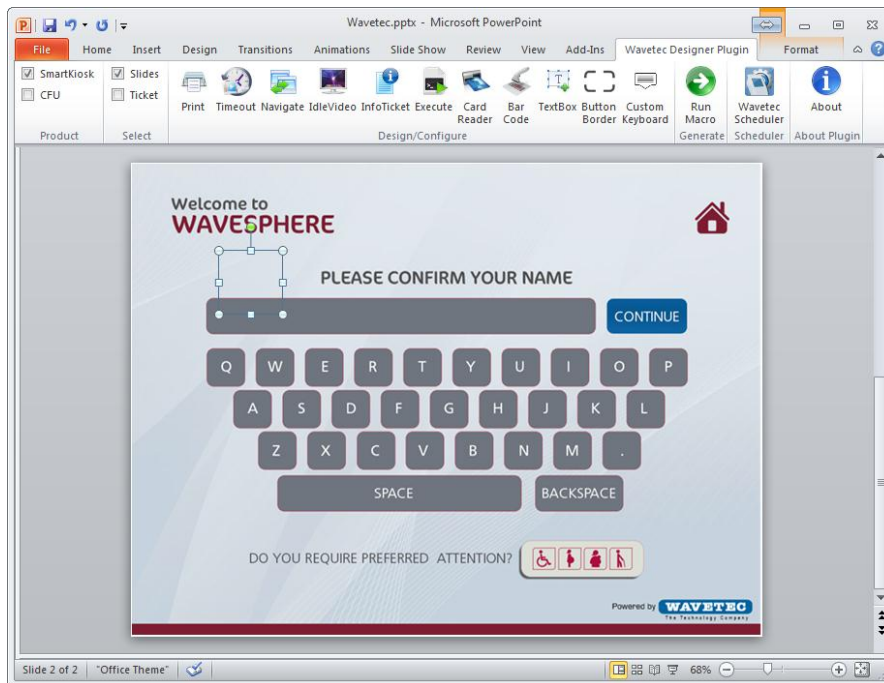 Wavetec.pptx - Microsoft PowerPoint
File Home Insert Design Transitions Animations Slide Show Review View Add-Ins Wavetec Designer Plugin Format
SmartKiosk
CFU
Product
Slides
Ticket
Select
Print Timeout Navigate IdleVideo InfoTicket Execute Card Reader Bar Code TextBox Button Border Custom Keyboard
Design/Configure
Run Macro
Generate
Wavetec Scheduler
Scheduler
About
About Plugin
Welcome to
WAVESPHERE
PLEASE CONFIRM YOUR NAME
CONTINUE
Q W E R T Y U I O P
A S D F G H J K L
Z X C V B N M .
SPACE BACKSPACE
DO YOU REQUIRE PREFERRED ATTENTION?
Powered by WAVETEC
The Technology Company
Slide 2 of 2 "Office Theme" 68%